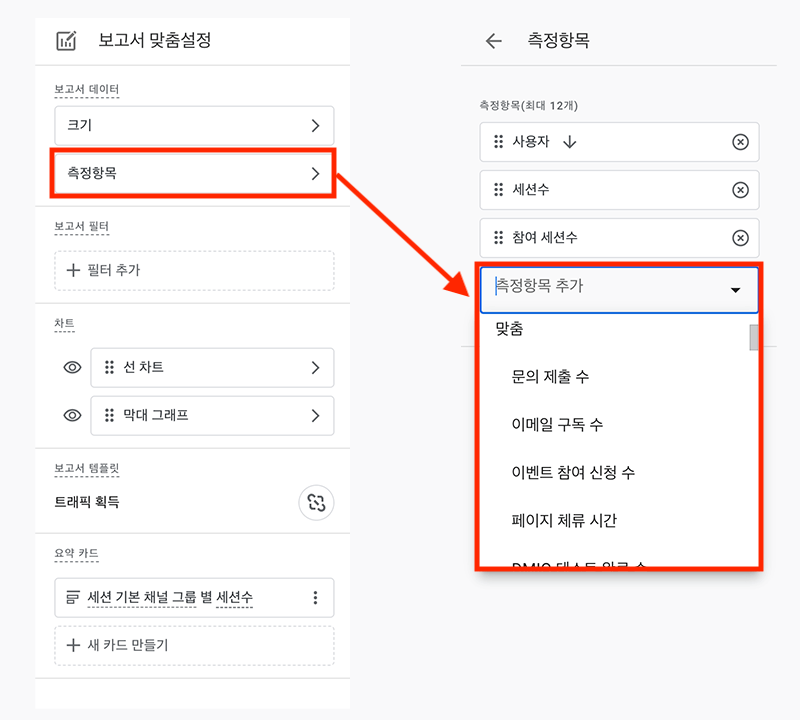 보고서 맞춤설정
보고서 데이터
크기
측정항목
보고서 필터
필터 추가
차트
선 차트
막대 그래프
보고서 템플릿
트래픽 획득
요약 카드
세션 기본 채널 그룹 별 세션수
새 카드 만들기
측정항목
측정항목(최대 12개)
사용자
세션수
참여 세션수
측정항목 추가
맞춤
문의 제출 수
이메일 구독 수
이벤트 참여 신청 수
페이지 체류 시간